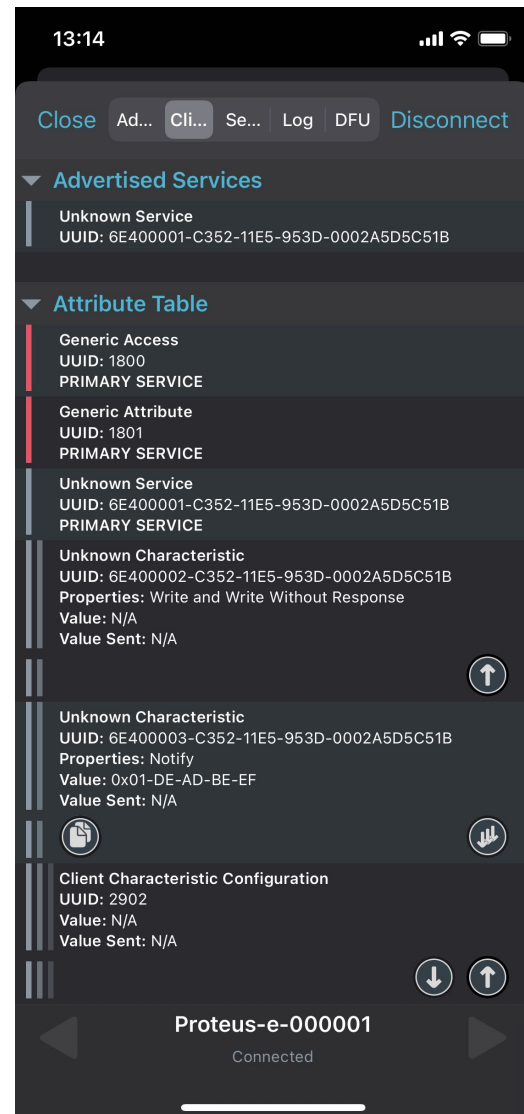 13:14
Close Ad... Cli... Se... Log DFU Disconnect
Advertised Services
Unknown Service
UUID: 6E400001-C352-11E5-953D-0002A5D5C51B
Attribute Table
Generic Access
UUID: 1800
PRIMARY SERVICE
Generic Attribute
UUID: 1801
PRIMARY SERVICE
Unknown Service
UUID: 6E400001-C352-11E5-953D-0002A5D5C51B
PRIMARY SERVICE
Unknown Characteristic
UUID: 6E400002-C352-11E5-953D-0002A5D5C51B
Properties: Write and Write Without Response
Value: N/A
Value Sent: N/A
Unknown Characteristic
UUID: 6E400003-C352-11E5-953D-0002A5D5C51B
Properties: Notify
Value: 0x01-DE-AD-BE-EF
Value Sent: N/A
Client Characteristic Configuration
UUID: 2902
Value: N/A
Value Sent: N/A
Proteus-e-000001
Connected